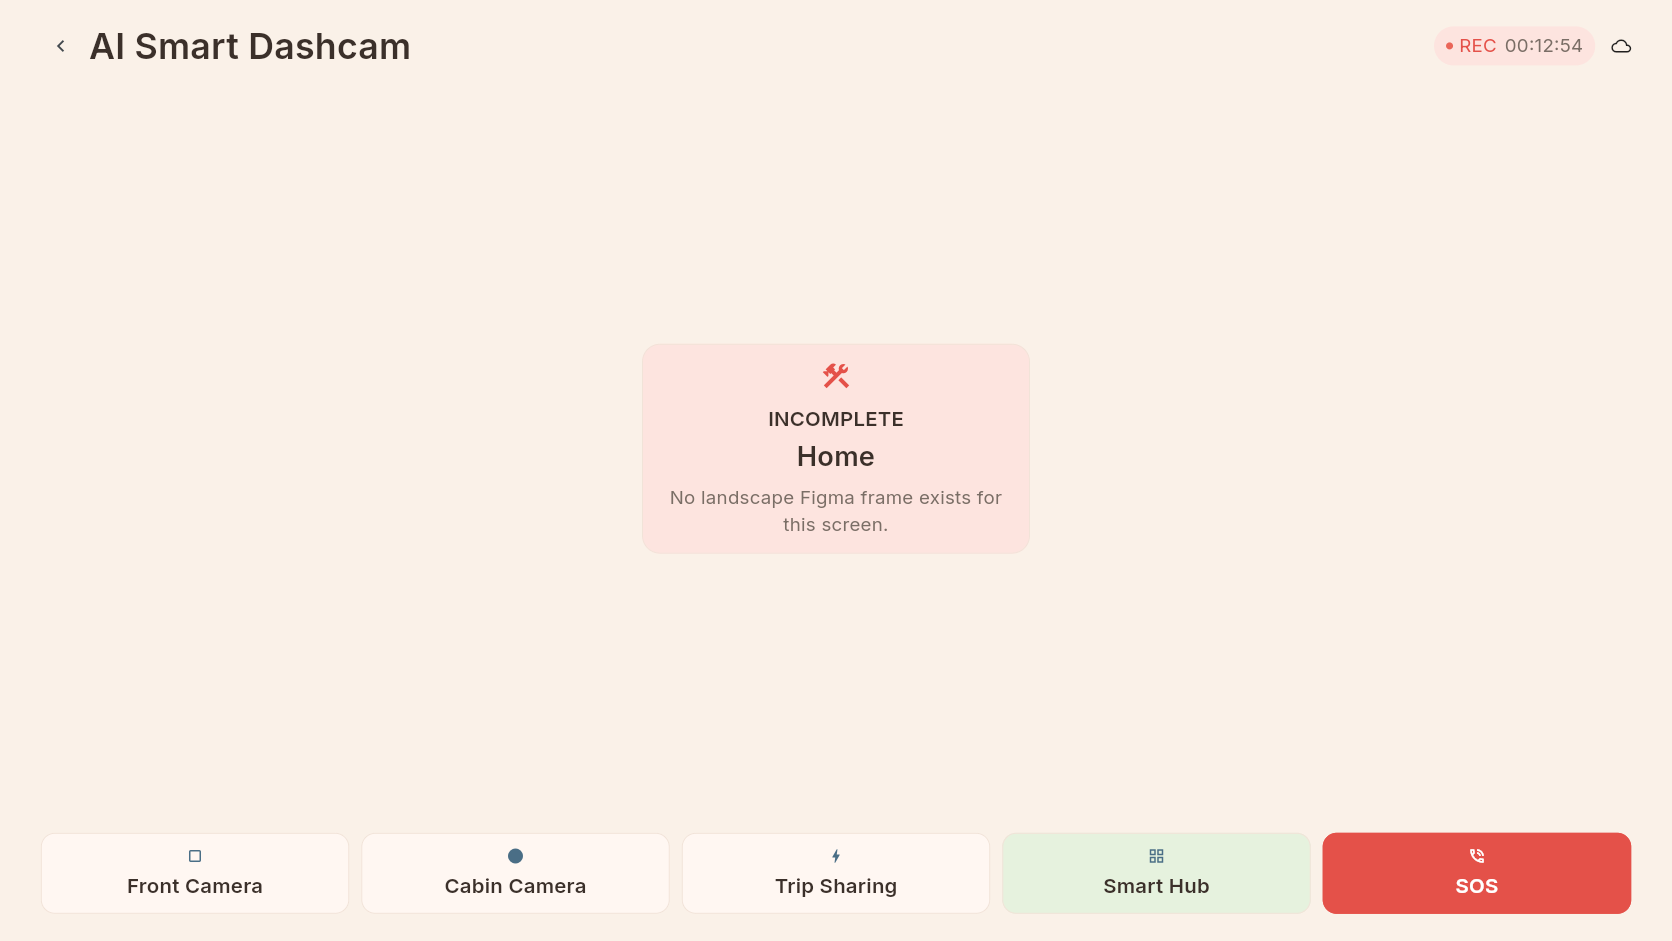 AI Smart Dashcam
REC 00:12:54
INCOMPLETE
Home
No landscape Figma frame exists for
this screen.
Front Camera
Cabin Camera
Trip Sharing
Smart Hub
SOS